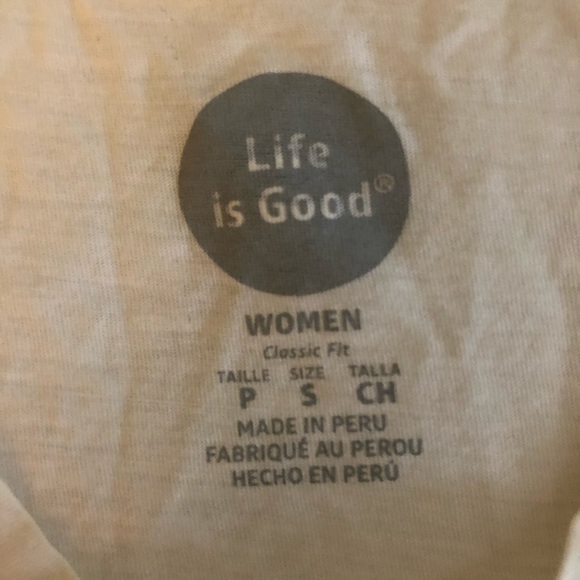 Life
is Good®
WOMEN
Classic Fit
TAILLE SIZE TALLA
P S CH
MADE IN PERU
FABRIQUÉ AU PEROU
HECHO EN PERÚ